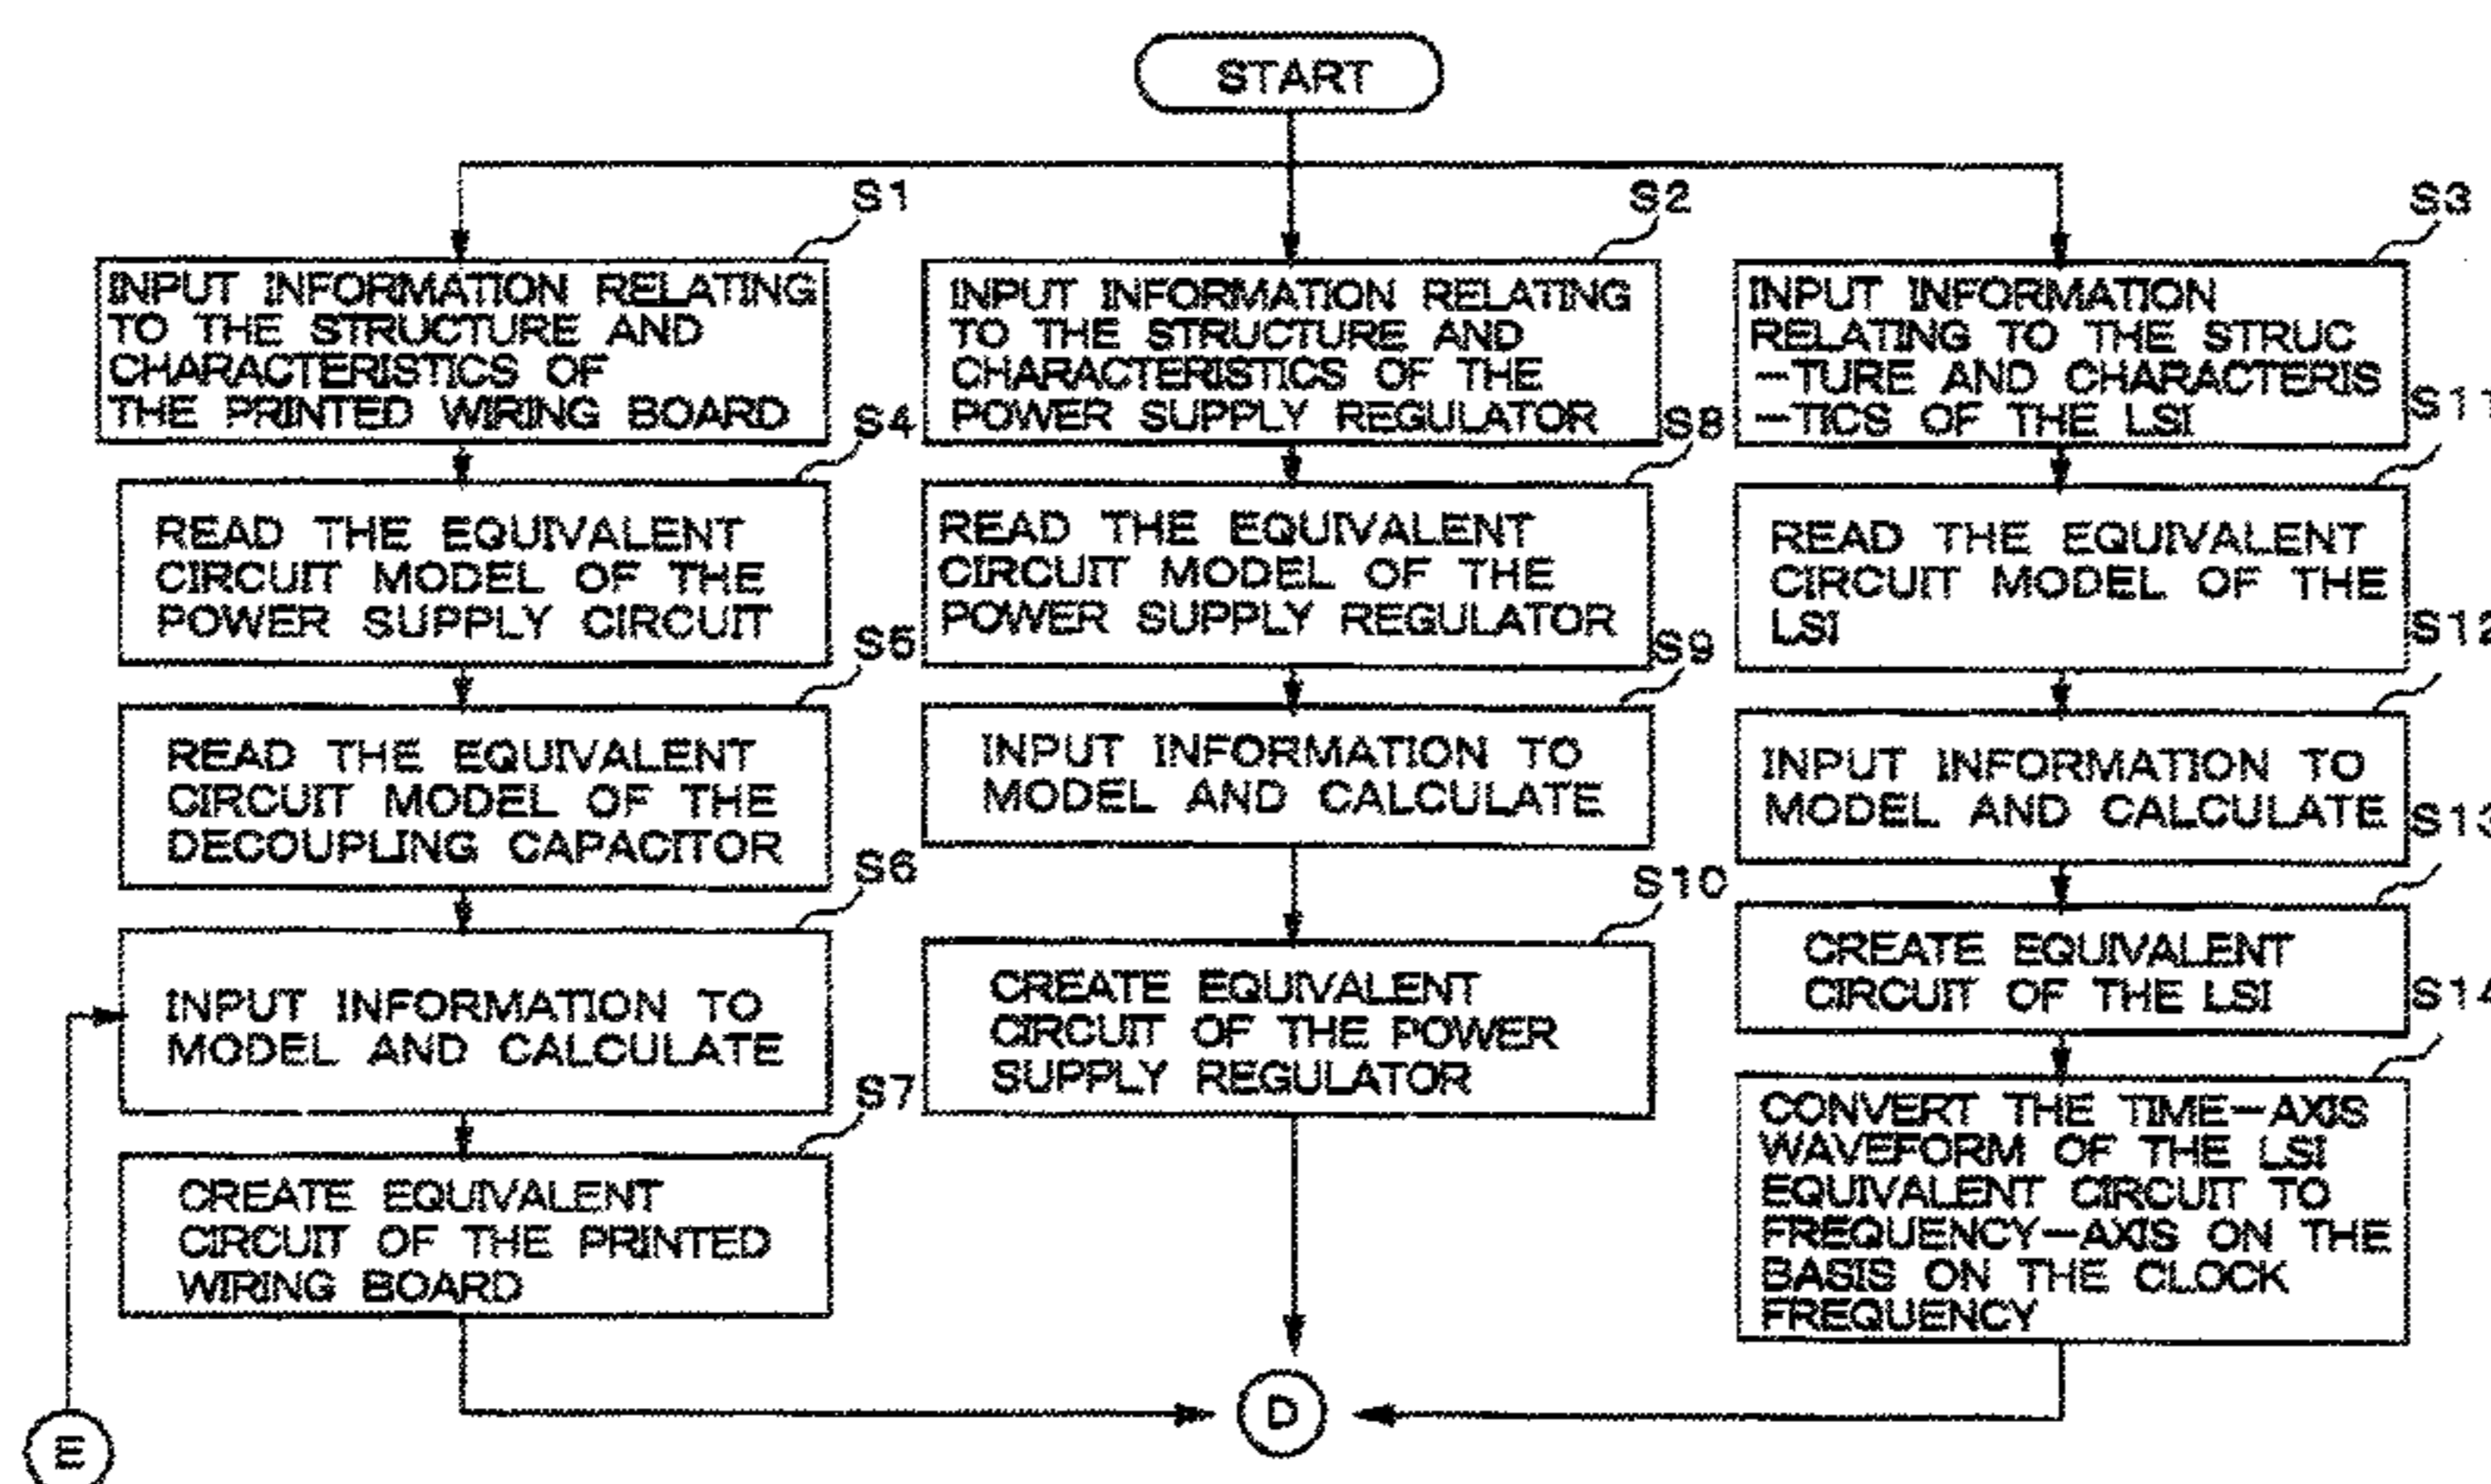 START
S1
INPUT INFORMATION RELATING
TO THE STRUCTURE AND
CHARACTERISTICS OF
THE PRINTED WIRING BOARD
S4
READ THE EQUIVALENT
CIRCUIT MODEL OF THE
POWER SUPPLY CIRCUIT
S5
READ THE EQUIVALENT
CIRCUIT MODEL OF THE
DECOUPLING CAPACITOR
S6
INPUT INFORMATION TO
MODEL AND CALCULATE
S7
CREATE EQUIVALENT
CIRCUIT OF THE PRINTED
WIRING BOARD
E
S2
INPUT INFORMATION RELATING
TO THE STRUCTURE AND
CHARACTERISTICS OF THE
POWER SUPPLY REGULATOR
S8
READ THE EQUIVALENT
CIRCUIT MODEL OF THE
POWER SUPPLY REGULATOR
S9
INPUT INFORMATION TO
MODEL AND CALCULATE
S10
CREATE EQUIVALENT
CIRCUIT OF THE POWER
SUPPLY REGULATOR
D
S3
INPUT INFORMATION
RELATING TO THE STRUC
-TURE AND CHARACTERIS
-TICS OF THE LSI
S11
READ THE EQUIVALENT
CIRCUIT MODEL OF THE
LSI
S12
INPUT INFORMATION TO
MODEL AND CALCULATE
S13
CREATE EQUIVALENT
CIRCUIT OF THE LSI
S14
CONVERT THE TIME-AXIS
WAVEFORM OF THE LSI
EQUIVALENT CIRCUIT TO
FREQUENCY-AXIS ON THE
BASIS ON THE CLOCK
FREQUENCY